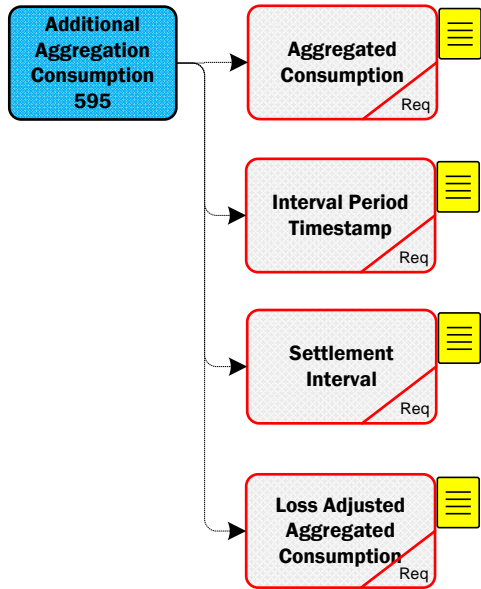 Additional
Aggregation
Consumption
595
Aggregated
Consumption
Req
Interval Period
Timestamp
Req
Settlement
Interval
Req
Loss Adjusted
Aggregated
Consumption
Req